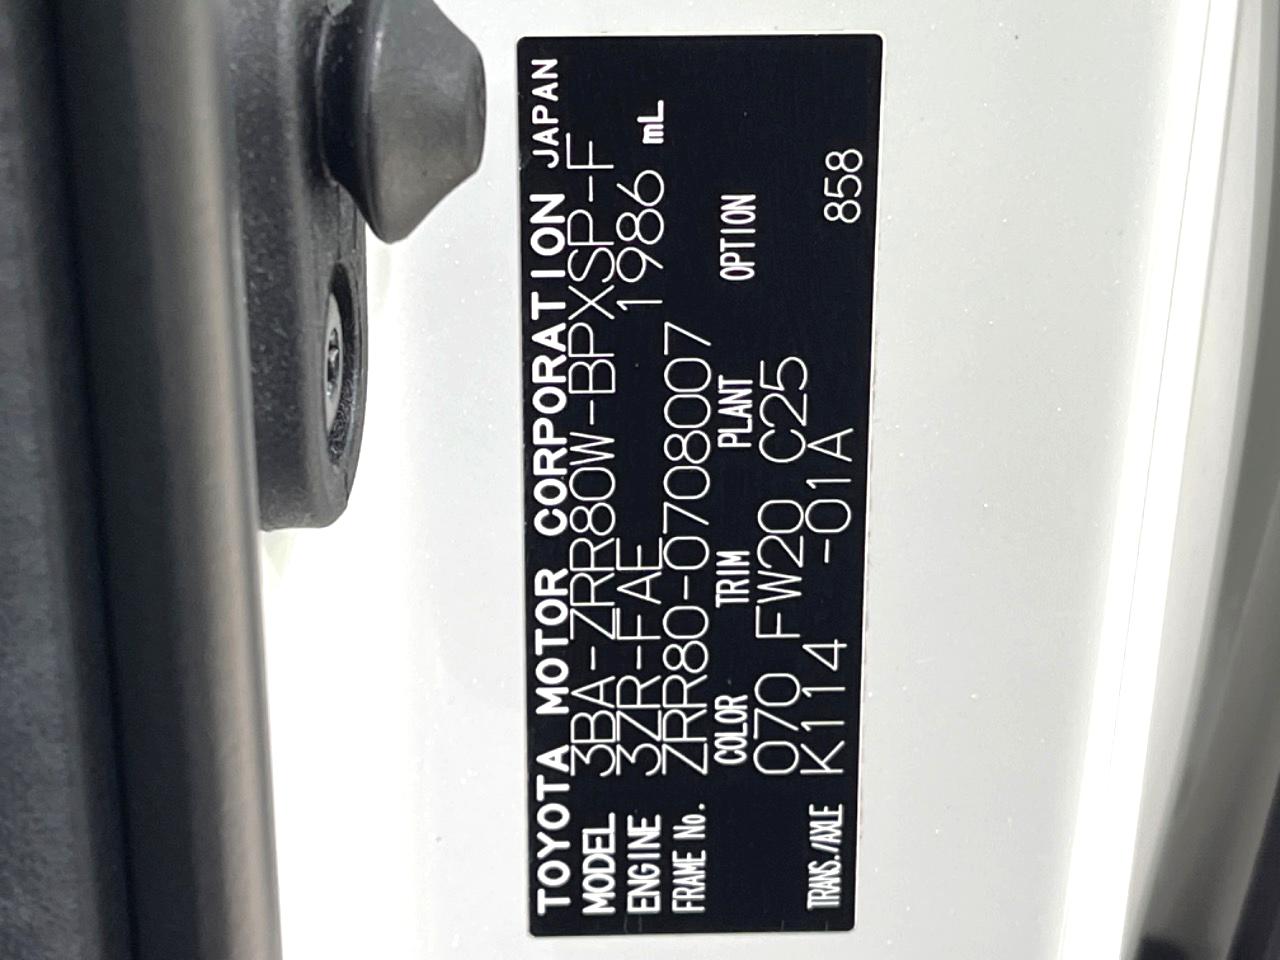 TOYOTA MOTOR CORPORATION JAPAN
MODEL 3BA-ZRR80W-BPXSP-F
ENGINE 3ZR-FAE 1986 mL
FRAME No. ZRR80-0708007
COLOR TRIM PLANT OPTION
070 FW20 C25
TRANS./AXLE K114 -01A 858